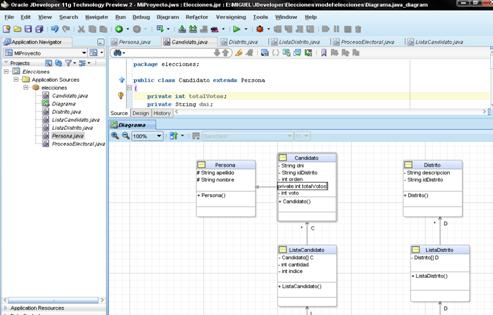 Oracle JDeveloper 11g Technology Preview 2 - MiProyecto.jws : Elecciones.jpr : E:\MIGUEL\JDeveloper\Elecciones\model\elecciones\Diagrama.java_diagram
File Edit View Search Navigate Run Debug Diagram Refactor Versioning Tools Window Help
Application Navigator
Persona.java
Candidato.java
Distrito.java
ListaDistrito.java
ProcesoElectoral.java
ListaCandidato.java
MiProyecto
Projects
Elecciones
Application Sources
elecciones
Candidato.java
Diagrama
Distrito.java
ListaCandidato.java
ListaDistrito.java
Persona.java
ProcesoElectoral.java
Application Resources
package elecciones;
public class Candidato extends Persona
{
private int totalVotos;
private String dni;
Source Design History
Diagrama
100%
Persona
# String apellido
# String nombre
+ Persona()
Candidato
- String dni
- String idDistrito
- int orden
private int totalVotos
- int voto
+ Candidato()
Distrito
- String descripcion
- String idDistrito
+ Distrito()
* C
* D
ListaCandidato
- Candidato[] C
- int cantidad
- int indice
+ ListaCandidato()
ListaDistrito
- Distrito[] D
+ ListaDistrito()
D